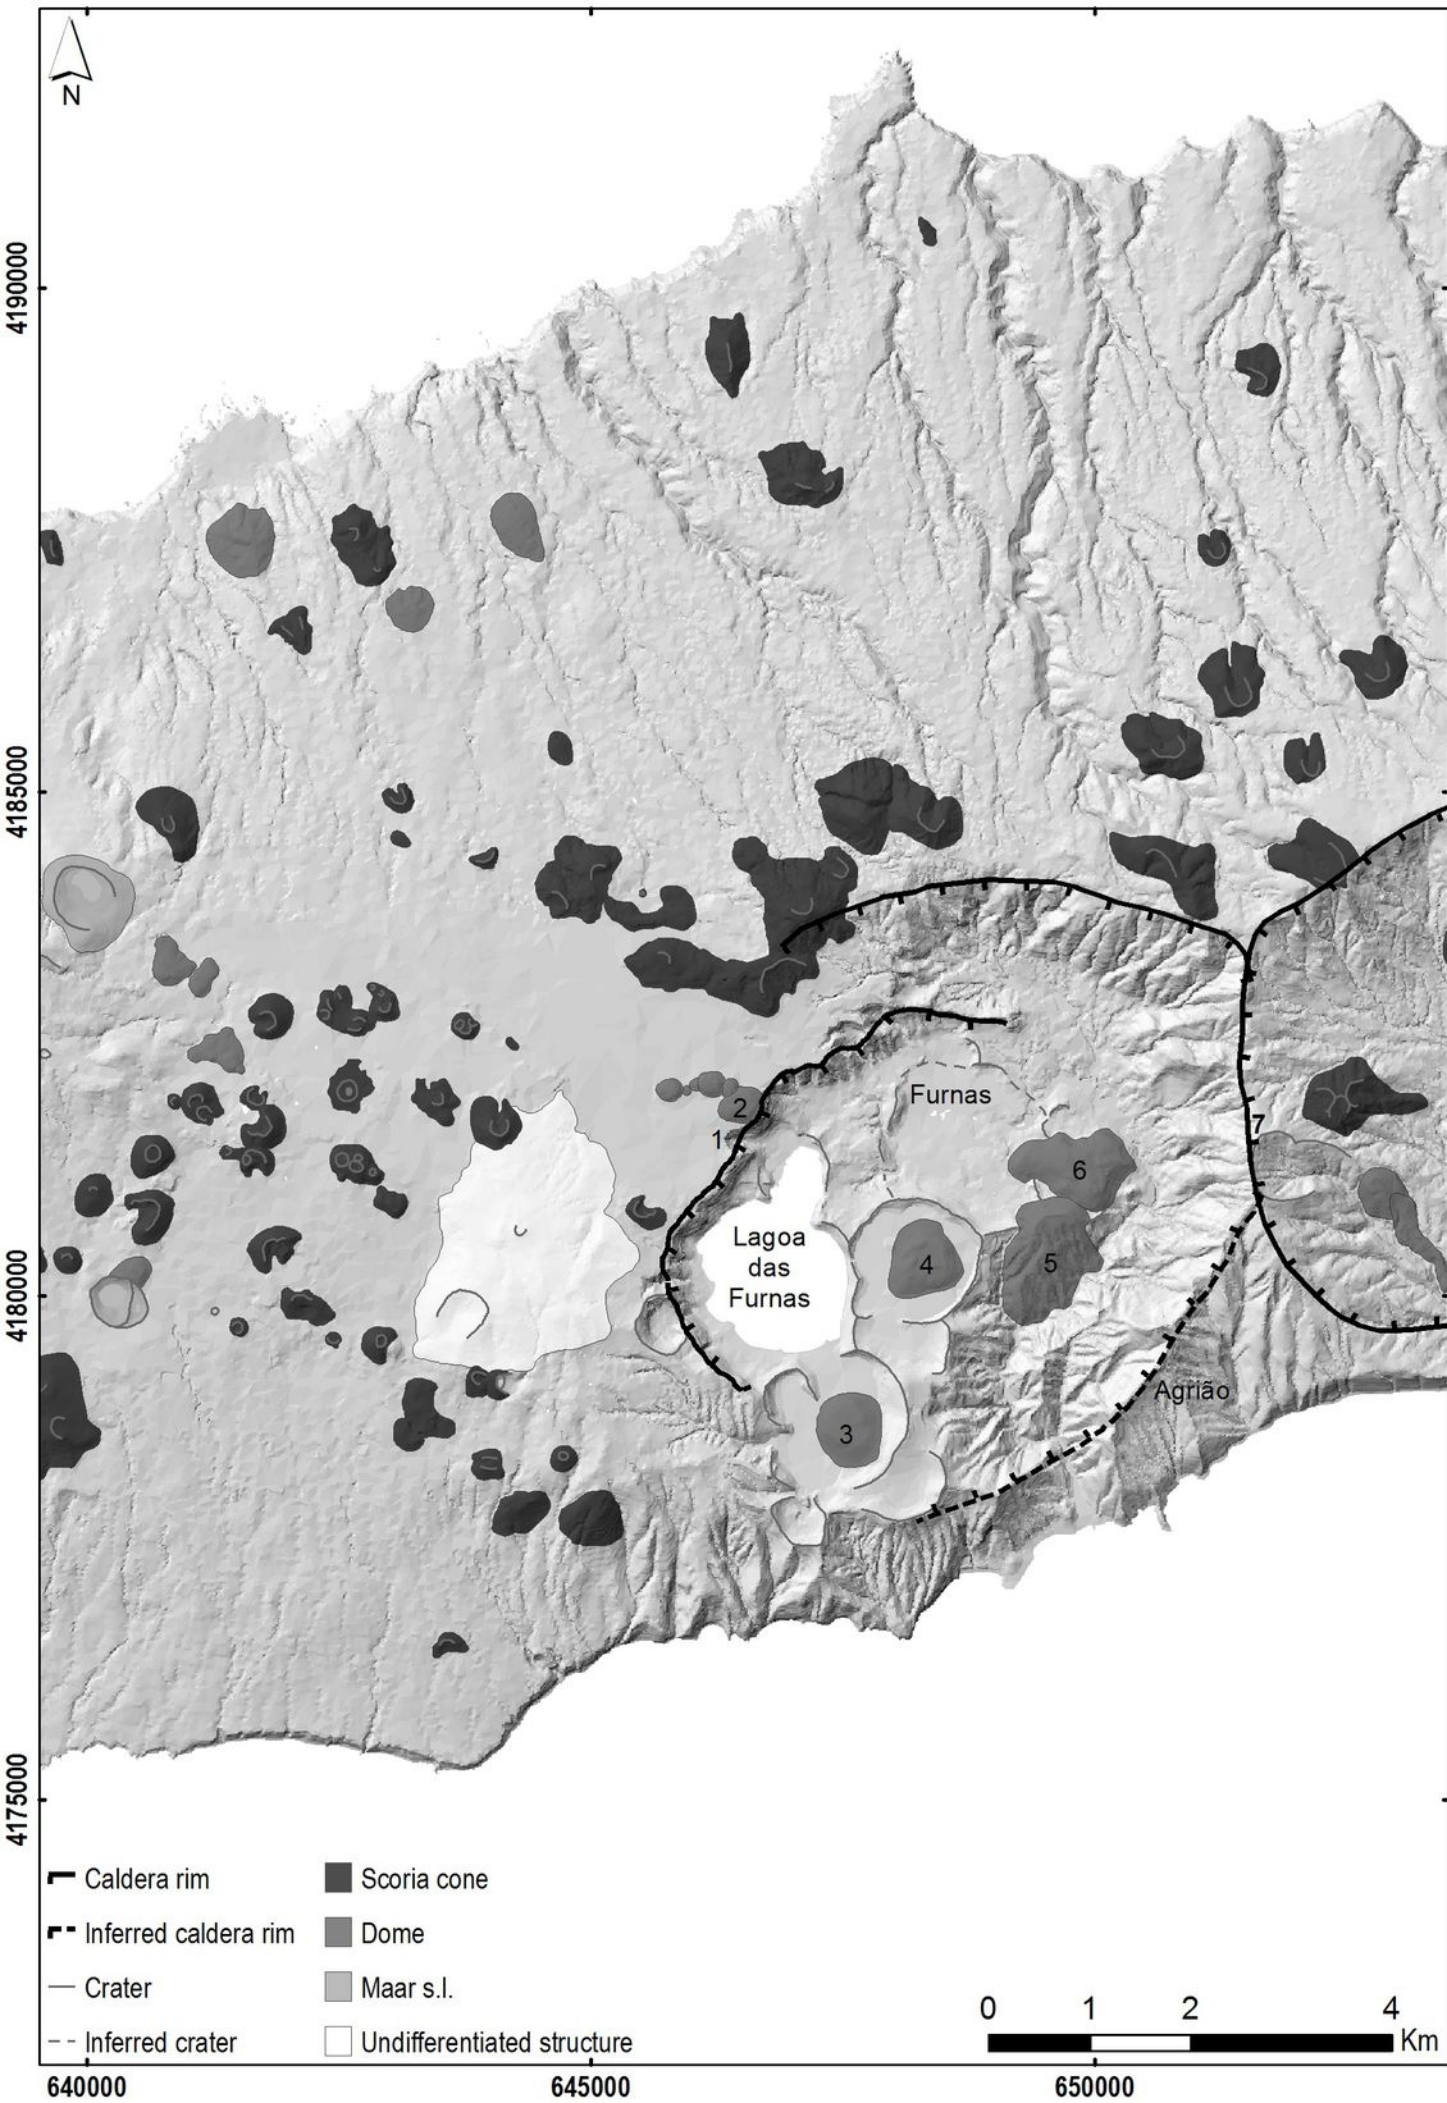 N
4190000
4185000
4180000
4175000
Furnas
2
1
7
6
Lagoa
das
Furnas
4
5
Agrião
3
Caldera rim
Scoria cone
Inferred caldera rim
Dome
Crater
Maar s.l.
Inferred crater
Undifferentiated structure
0 1 2 4
Km
640000 645000 650000